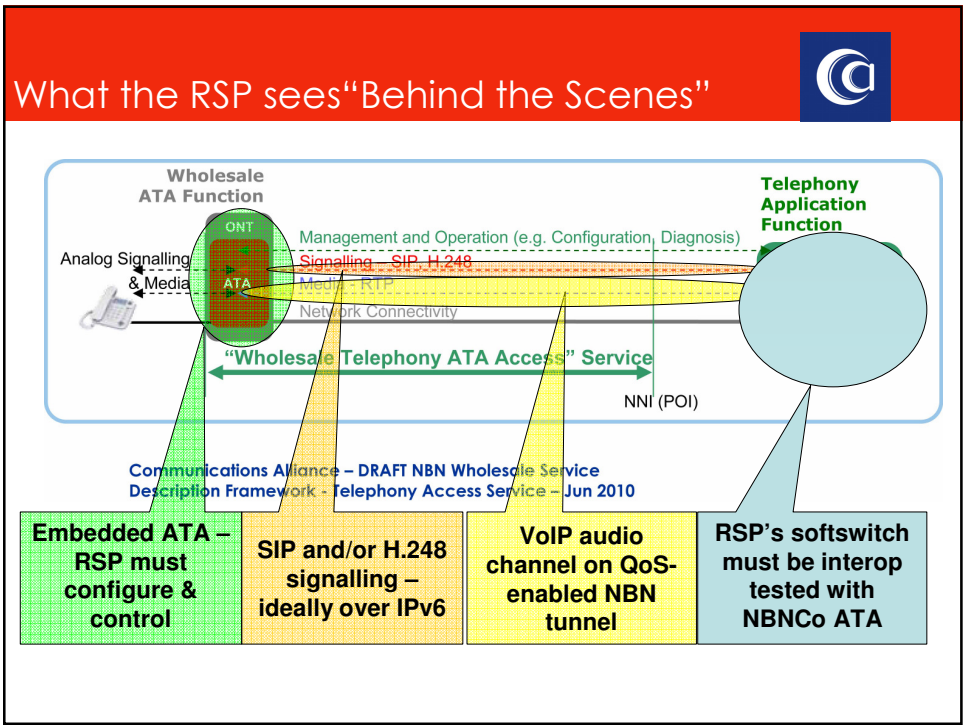 What the RSP sees“Behind the Scenes”
Wholesale
ATA Function
Telephony
Application
Function
ONT
Management and Operation (e.g. Configuration, Diagnosis)
Analog Signalling
Signalling - SIP, H.248
& Media
ATA
Media - RTP
Network Connectivity
“Wholesale Telephony ATA Access” Service
NNI (POI)
Communications Alliance – DRAFT NBN Wholesale Service
Description Framework - Telephony Access Service – Jun 2010
Embedded ATA –
RSP must
configure &
control
SIP and/or H.248
signalling –
ideally over IPv6
VoIP audio
channel on QoS-
enabled NBN
tunnel
RSP’s softswitch
must be interop
tested with
NBNCo ATA